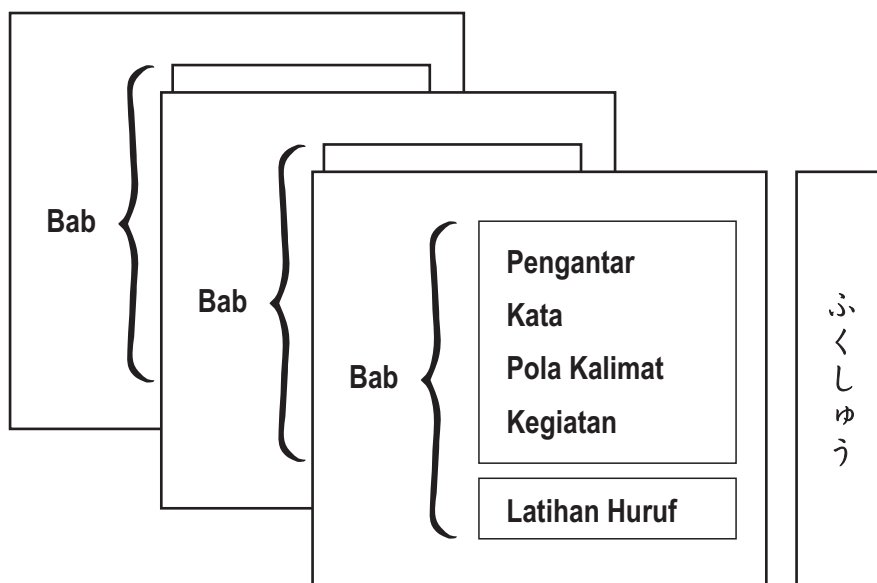 Bab
Bab
Bab
Pengantar
Kata
Pola Kalimat
Kegiatan
Latihan Huruf
ふくしゅう